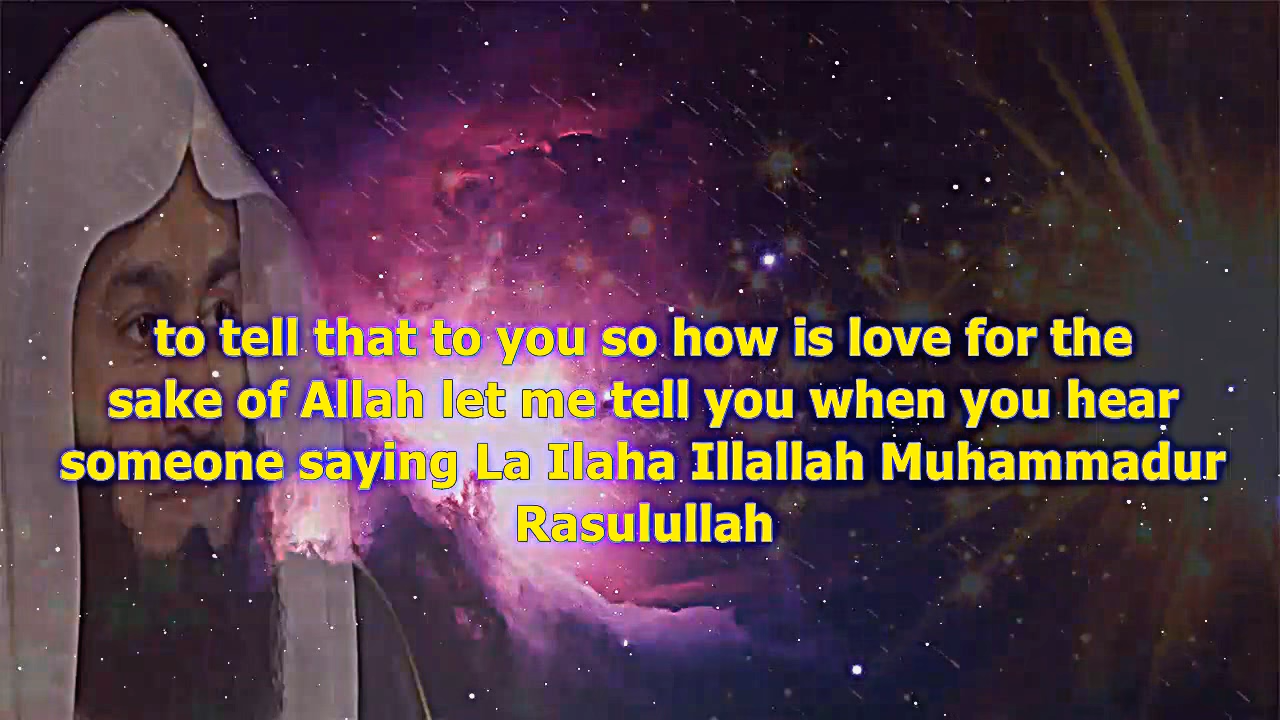 to tell that to you so how is love for the
sake of Allah let me tell you when you hear
someone saying La Ilaha Illallah Muhammadur
Rasulullah